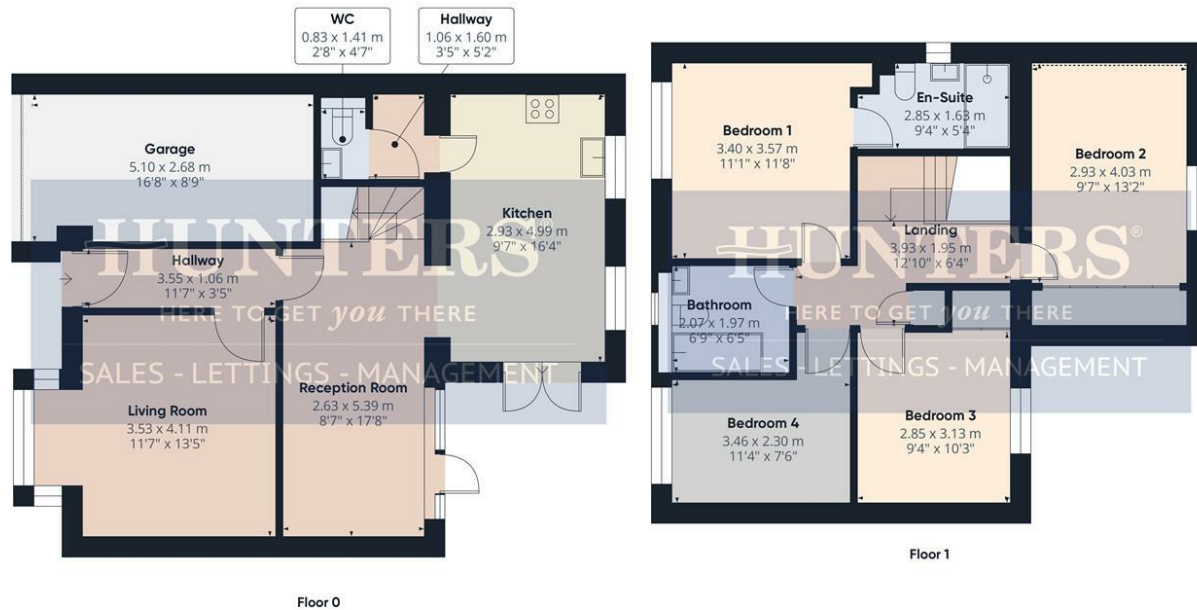 WC
0.83 x 1.41 m
2'8" x 4'7"
Hallway
1.06 x 1.60 m
3'5" x 5'2"
Garage
5.10 x 2.68 m
16'8" x 8'9"
Kitchen
2.93 x 4.99 m
9'7" x 16'4"
Hallway
3.55 x 1.06 m
11'7" x 3'5"
Living Room
3.53 x 4.11 m
11'7" x 13'5"
Reception Room
2.63 x 5.39 m
8'7" x 17'8"
HUNTERS®
HERE TO GET you THERE
SALES - LETTINGS - MANAGEMENT
Floor 0
Bedroom 1
3.40 x 3.57 m
11'1" x 11'8"
En-Suite
2.85 x 1.63 m
9'4" x 5'4"
Bedroom 2
2.93 x 4.03 m
9'7" x 13'2"
Landing
3.93 x 1.95 m
12'10" x 6'4"
Bathroom
2.07 x 1.97 m
6'9" x 6'5"
Bedroom 4
3.46 x 2.30 m
11'4" x 7'6"
Bedroom 3
2.85 x 3.13 m
9'4" x 10'3"
HUNTERS®
HERE TO GET you THERE
SALES - LETTINGS - MANAGEMENT
Floor 1